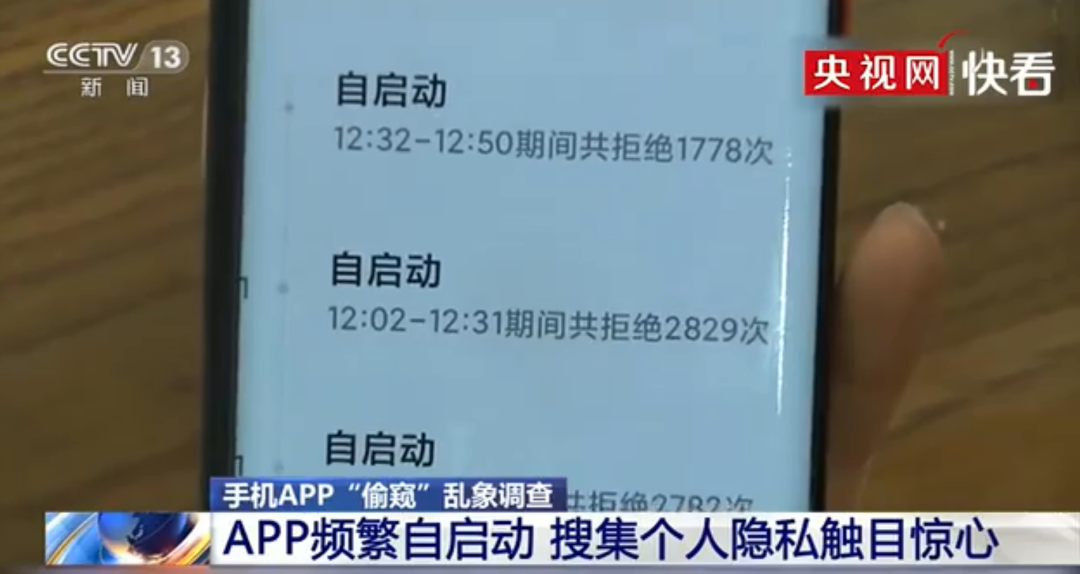 CCTV 13
新闻
央视网 快看
自启动
12:32-12:50期间共拒绝1778次
自启动
12:02-12:31期间共拒绝2829次
自启动
共拒绝2782次
手机APP“偷窥”乱象调查
APP频繁自启动 搜集个人隐私触目惊心